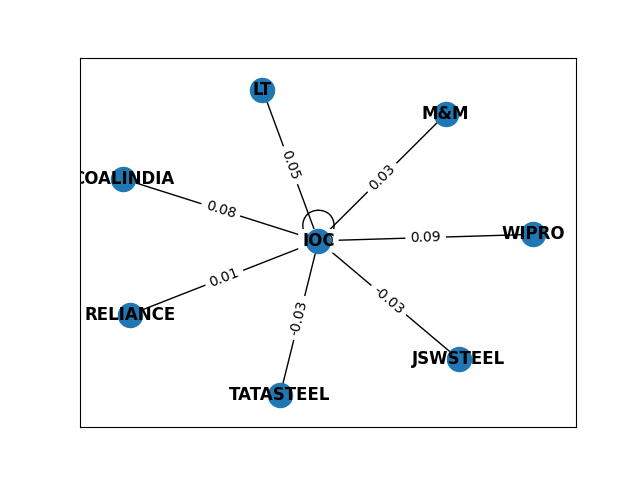 LT
M&M
0.05
0.03
COALINDIA
0.08
WIPRO
0.09
IOC
0.01
-0.03
RELIANCE
-0.03
JSWSTEEL
TATASTEEL